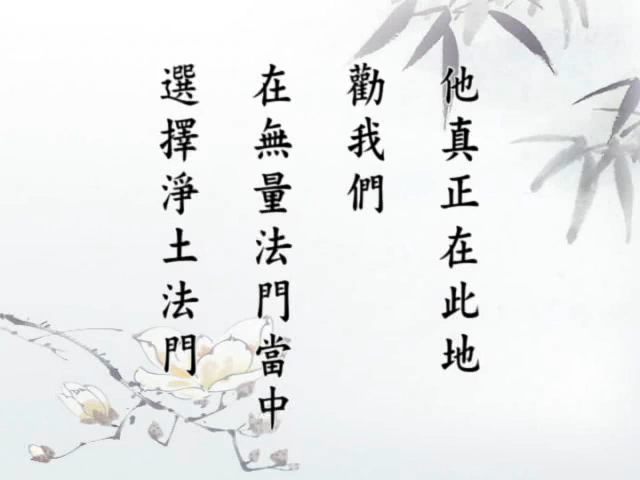 他真正在此地
勸我們
在無量法門當中
選擇淨土法門